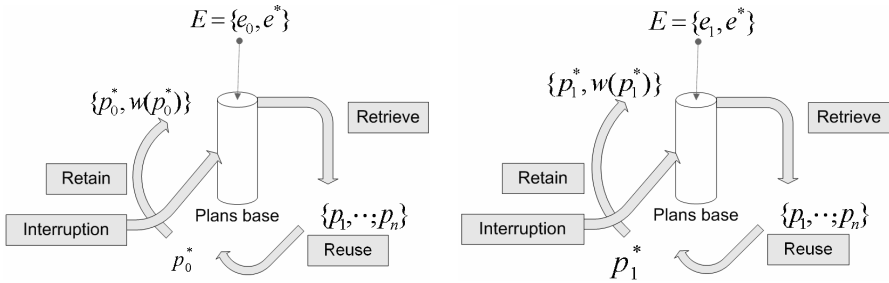 E = {e₀, e*}
{p₀*, w(p₀*)}
Retrieve
Retain
Plans base
{p₁, ··; pₙ}
Interruption
Reuse
p₀*
E = {e₁, e*}
{p₁*, w(p₁*)}
Retrieve
Retain
Plans base
{p₁, ··; pₙ}
Interruption
Reuse
p₁*